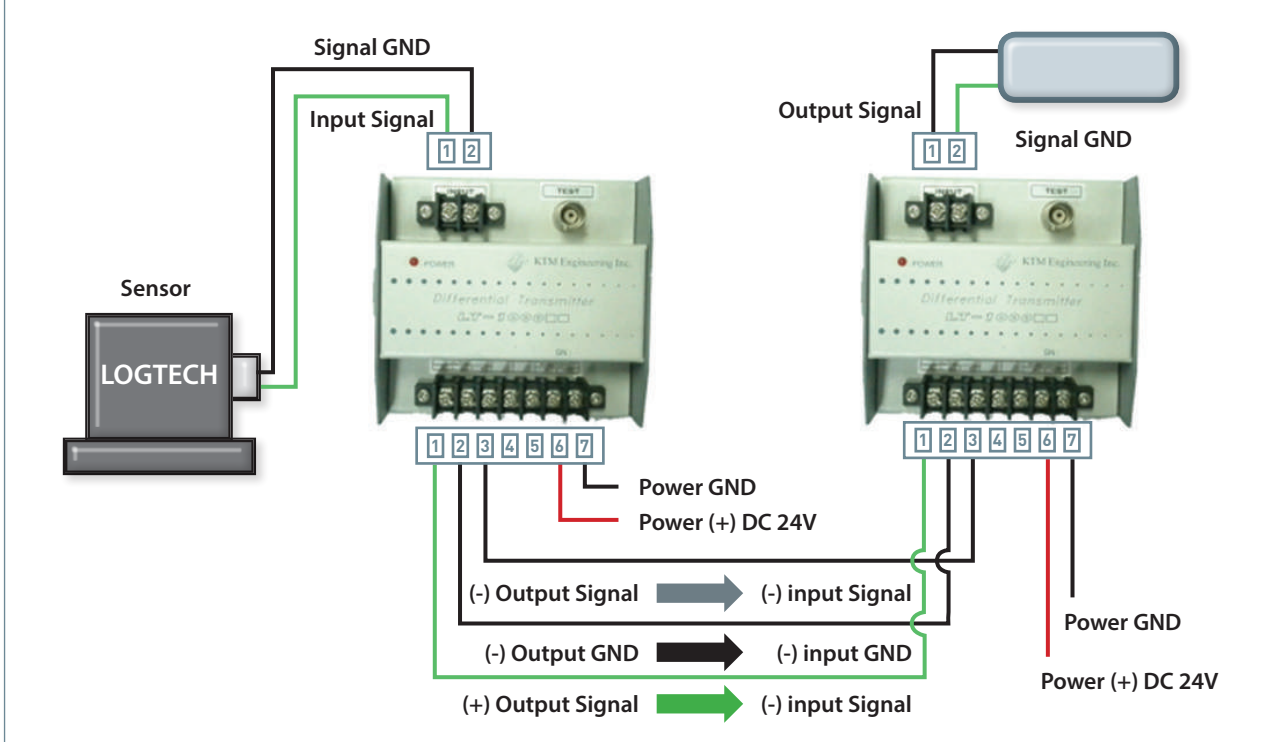 Signal GND
Input Signal
1 2
Output Signal
Signal GND
1 2
INPUT TEST
POWER KTM Engineering Inc.
Differential Transmitter
INPUT TEST
POWER KTM Engineering Inc.
Differential Transmitter
Sensor
LOGTECH
1 2 3 4 5 6 7
1 2 3 4 5 6 7
Power GND
Power (+) DC 24V
(-) Output Signal (-) input Signal
(-) Output GND (-) input GND
(+) Output Signal (-) input Signal
Power GND
Power (+) DC 24V